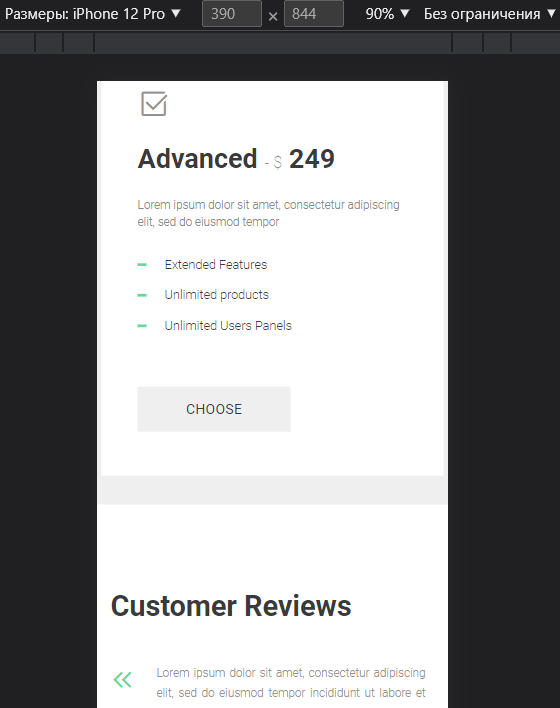 Размеры: iPhone 12 Pro ▼ 390 × 844 90% ▼ Без ограничения ▼
Advanced - $ 249
Lorem ipsum dolor sit amet, consectetur adipiscing
elit, sed do eiusmod tempor
Extended Features
Unlimited products
Unlimited Users Panels
CHOOSE
Customer Reviews
Lorem ipsum dolor sit amet, consectetur adipiscing
elit, sed do eiusmod tempor incididunt ut labore et